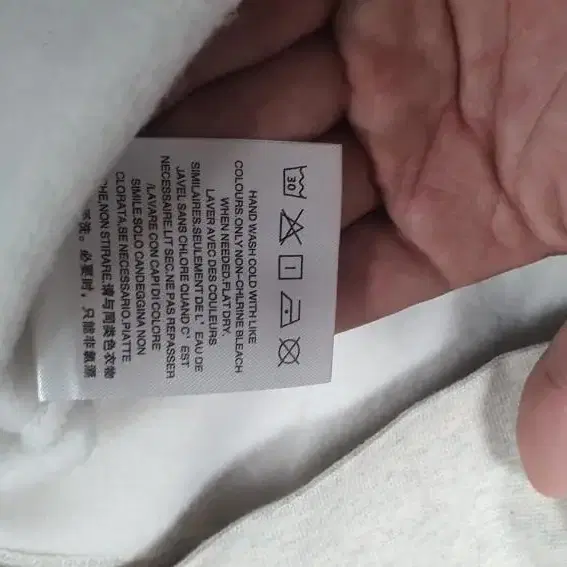 30
HAND WASH COLD WITH LIKE
COLOURS.ONLY NON-CHLRINE BLEACH
WHEN NEEDED.FLAT DRY.
LAVER AVEC DES COULEURS
SIMILAIRES.SEULEMENT DE L' EAU DE
JAVEL SANS CHLORE QUAND C' EST
NECESSAIRE.LIT SEC.NE PAS REPASSER
/LAVARE CON CAPI DI COLORE
SIMILE.SOLO CANDEGGINA NON
CLORATA,SE NECESSARIO.PIATTE
CHE,NON STIRARE.请与同类色衣物
洗。必要时，只能非氯漂